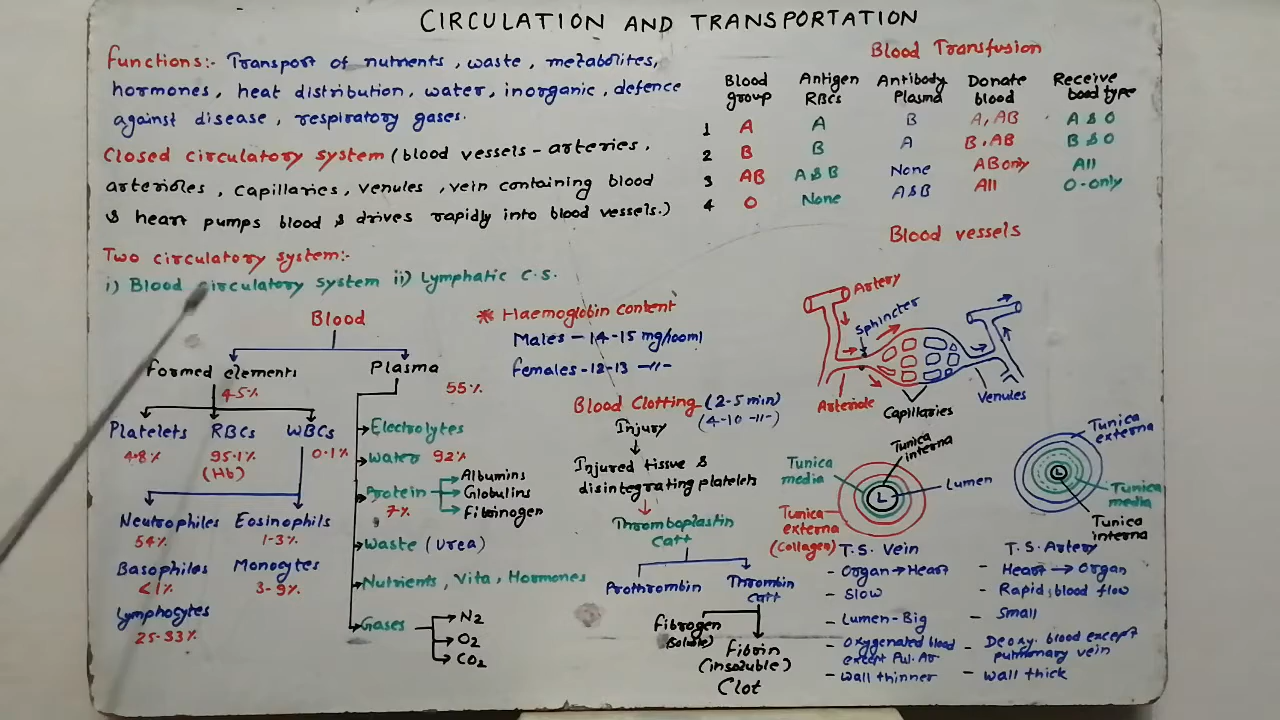 CIRCULATION AND TRANSPORTATION
Functions:- Transport of nutrients, waste, metabolites,
hormones, heat distribution, water, inorganic, defence
against disease, respiratory gases.
Closed circulatory system (blood vessels - arteries,
arterioles, capillaries, venules, vein containing blood
& heart pumps blood & drives rapidly into blood vessels.)
Two circulatory system:-
i) Blood circulatory system ii) Lymphatic C.S.
Blood Transfusion
Blood group Antigen RBCs Antibody Plasma Donate blood Receive bood type
1 A A B A, AB A & O
2 B B A B, AB B & O
3 AB A & B None AB only All
4 O None A & B All O-only
Blood
Formed elements
45%
Plasma
55%
Platelets RBCs WBCs
4.8% 95.1% 0.1%
(Hb)
Neutrophiles Eosinophils
54% 1-3%
Basophiles Monocytes
<1% 3-9%
Lymphocytes
25-33%
Electrolytes
Water 92%
Protein
7%
Albumins
Globulins
Fibrinogen
Waste (Urea)
Nutrients, Vita, Hormones
Gases
N2
O2
CO2
* Haemoglobin content
Males - 14-15 mg/100ml
Females - 12-13 -11-
Blood Clotting (2-5 min)
(4-10 -11-)
Injury
Injured tissue &
disintegrating platelets
Thromboplastin
Ca++
Prothrombin Thrombin
Ca++
Fibrogen
(soluble)
Fibrin
(insoluble)
Clot
Blood vessels
Artery
Sphincter
Arteriole
Capillaries
Venules
Tunica interna
Tunica media
Lumen
L
Tunica externa
(Collagen)
Tunica externa
L
Tunica media
Tunica interna
T.S. Vein
- Organ → Heart
- Slow
- Lumen - Big
- Oxygenated blood
except Pul. Ar
- Wall thinner
T.S. Artery
- Heart → Organ
- Rapid, blood flow
- Small
- Deoxy. blood except
pulmonary vein
- Wall thick